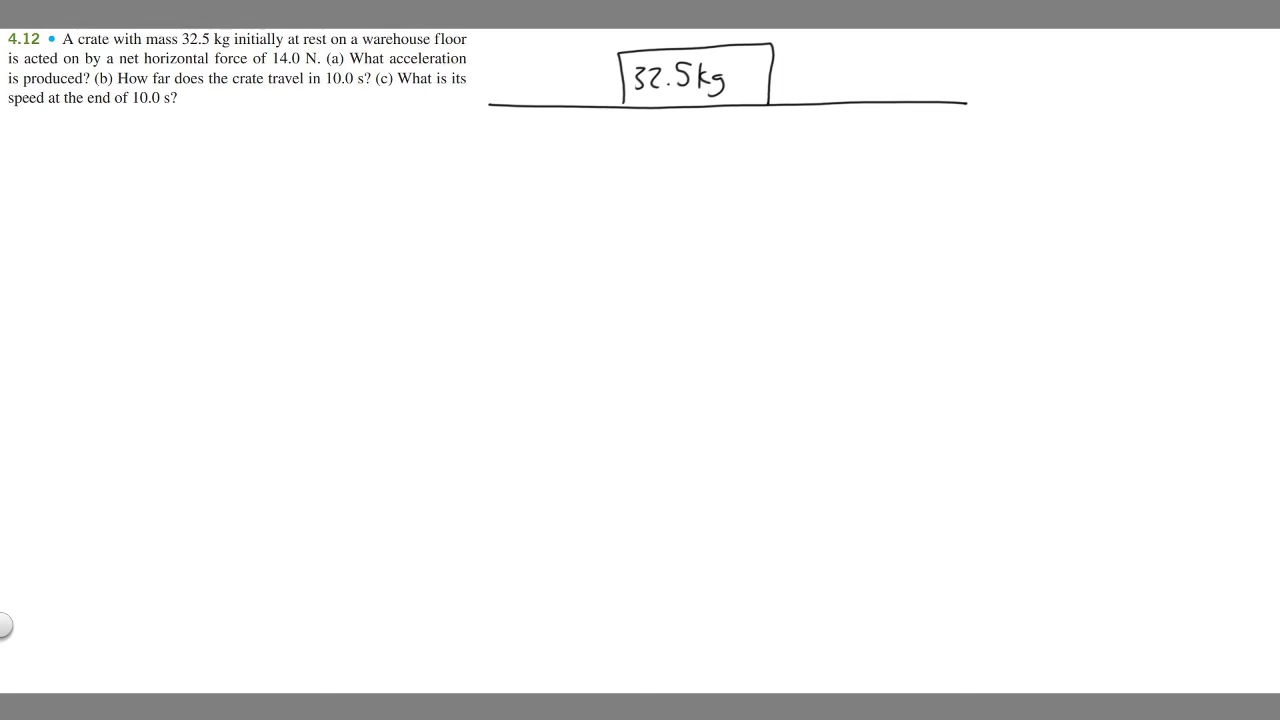 4.12 • A crate with mass 32.5 kg initially at rest on a warehouse floor
is acted on by a net horizontal force of 14.0 N. (a) What acceleration
is produced? (b) How far does the crate travel in 10.0 s? (c) What is its
speed at the end of 10.0 s?
32.5kg